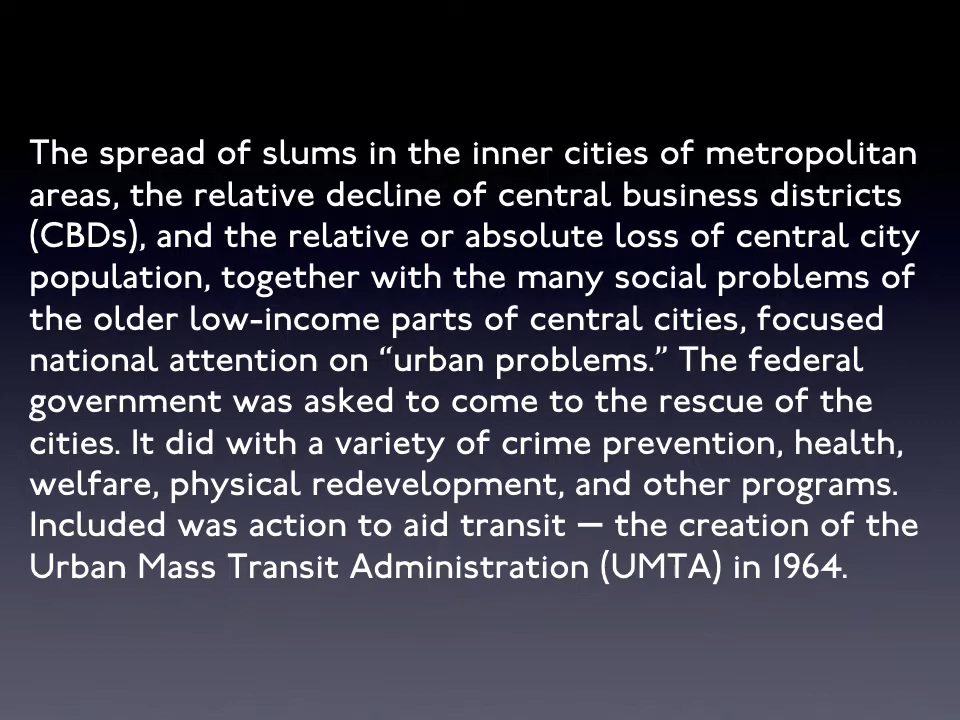 The spread of slums in the inner cities of metropolitan
areas, the relative decline of central business districts
(CBDs), and the relative or absolute loss of central city
population, together with the many social problems of
the older low-income parts of central cities, focused
national attention on “urban problems.” The federal
government was asked to come to the rescue of the
cities. It did with a variety of crime prevention, health,
welfare, physical redevelopment, and other programs.
Included was action to aid transit — the creation of the
Urban Mass Transit Administration (UMTA) in 1964.